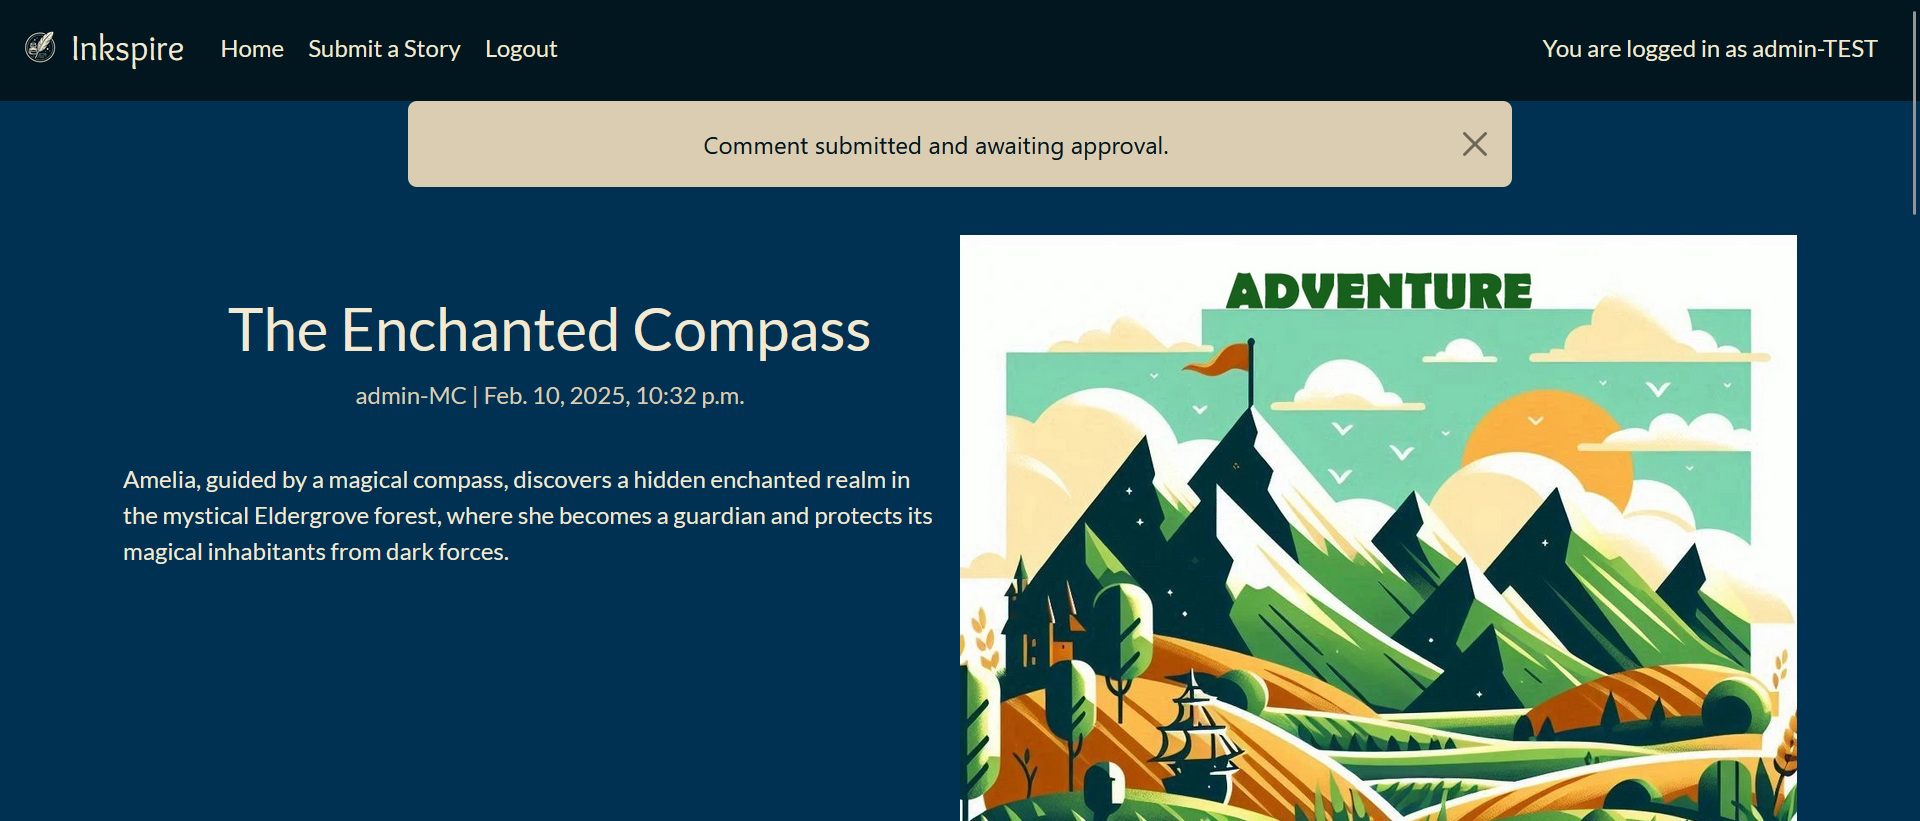 Inkspire Home Submit a Story Logout You are logged in as admin-TEST
Comment submitted and awaiting approval.
The Enchanted Compass
admin-MC | Feb. 10, 2025, 10:32 p.m.
Amelia, guided by a magical compass, discovers a hidden enchanted realm in
the mystical Eldergrove forest, where she becomes a guardian and protects its
magical inhabitants from dark forces.
ADVENTURE